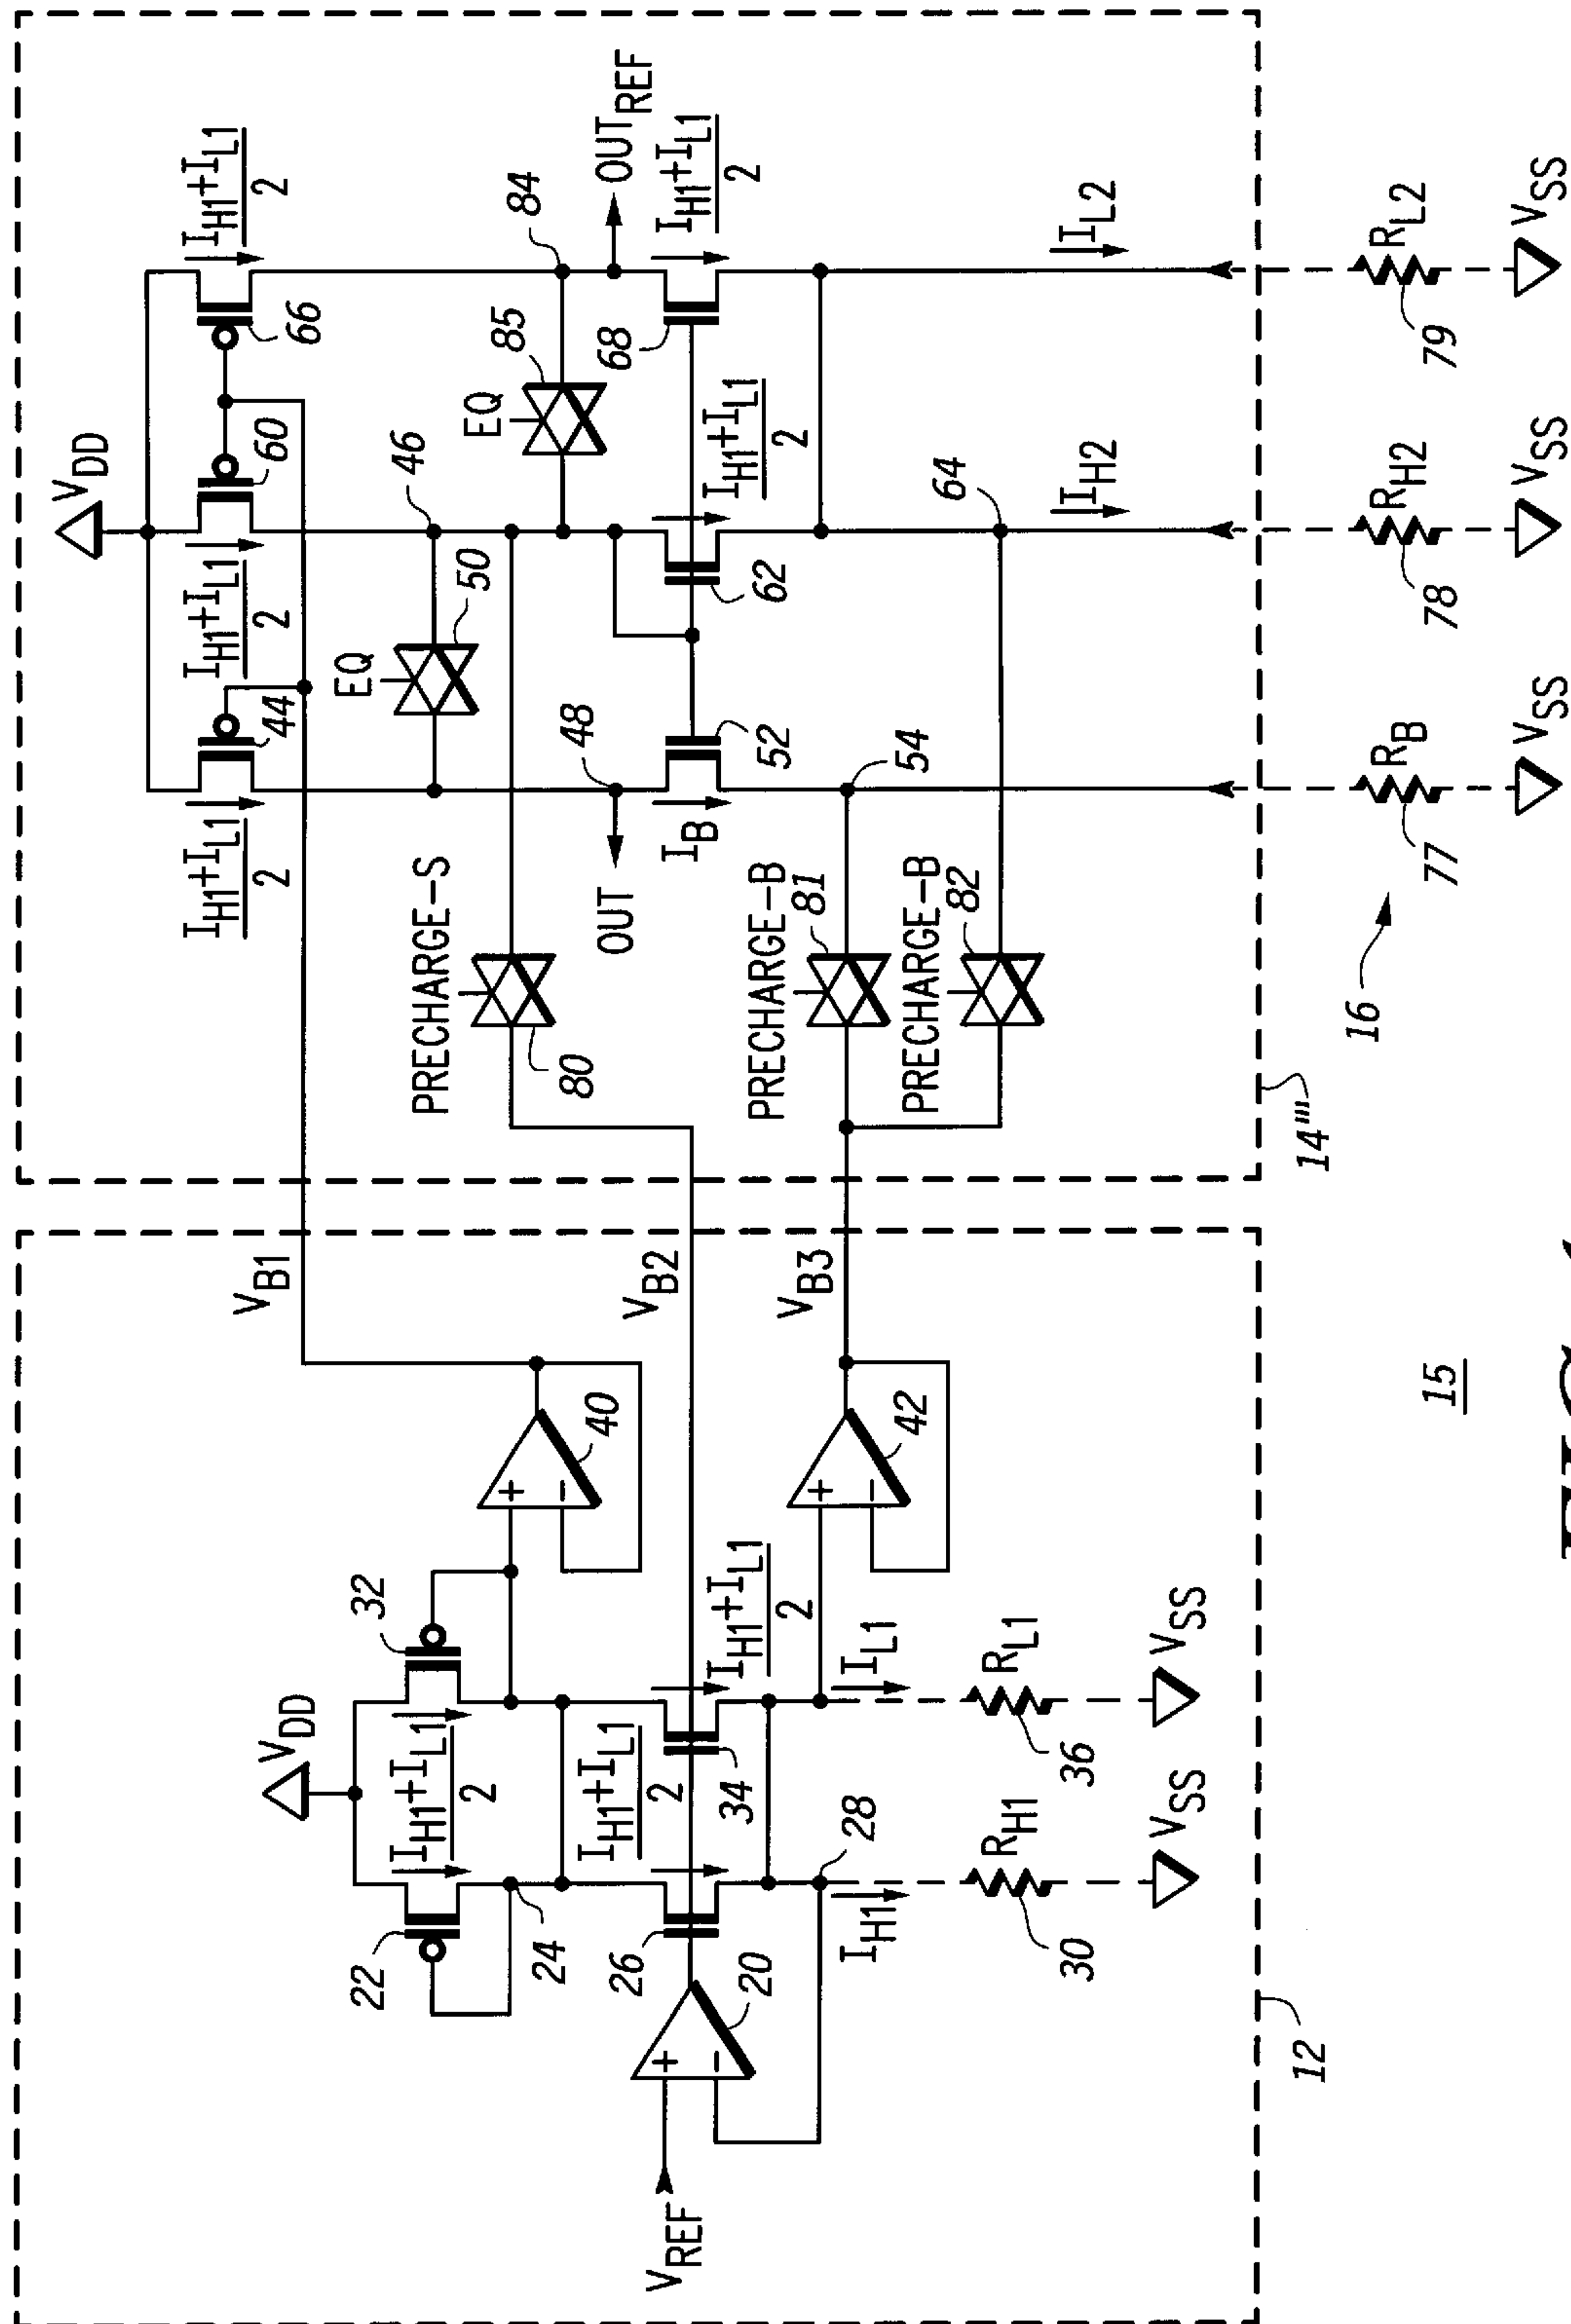 V_DD
I_H1+I_L1
2
I_H1+I_L1
2
I_H1+I_L1
2
44
60
66
EQ
50
46
EQ
85
84
OUT_REF
PRECHARGE-S
80
48
OUT
I_B
52
62
I_H1+I_L1
2
68
I_H1+I_L1
2
PRECHARGE-B
81
54
PRECHARGE-B
82
64
I_H2
I_L2
14'''
16
R_B
77
R_H2
78
R_L2
79
V_SS
V_SS
V_SS
V_B1
V_B2
V_B3
V_DD
22
32
I_H1+I_L1
2
24
40
I_H1+I_L1
2
I_H1+I_L1
2
V_REF
+
−
20
26
34
+
−
+
−
42
28
I_H1
I_L1
R_H1
30
R_L1
36
V_SS
V_SS
12
15